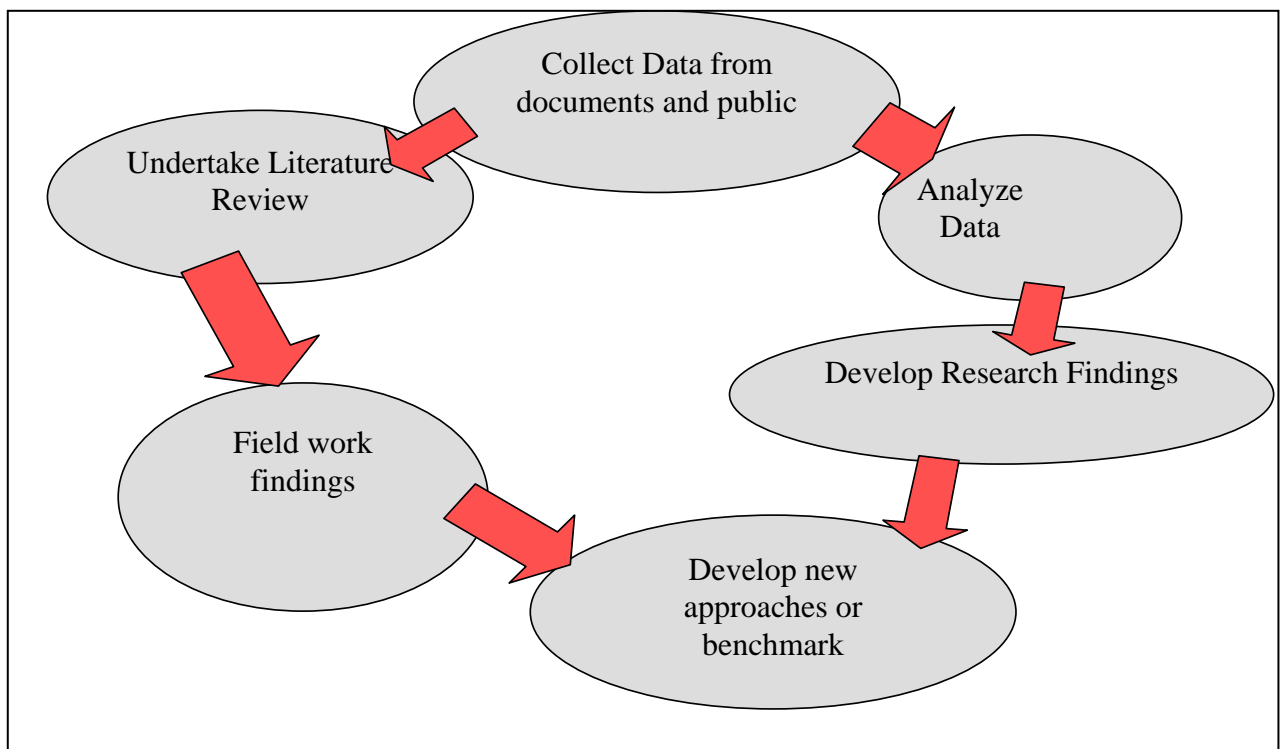 Collect Data from
documents and public
Undertake Literature
Review
Analyze
Data
Develop Research Findings
Field work
findings
Develop new
approaches or
benchmark